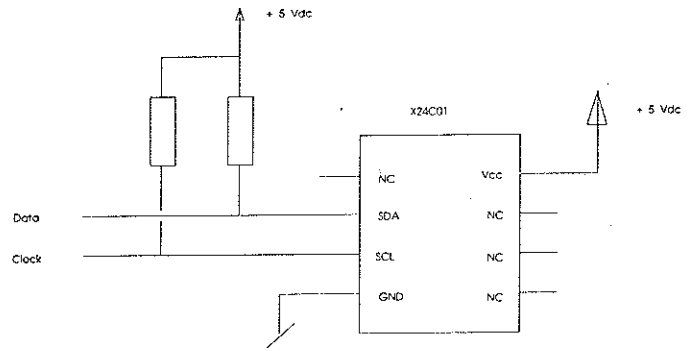 + 5 Vdc
X24C01
+ 5 Vdc
NC
Vcc
Data
SDA
NC
Clock
SCL
NC
GND
NC